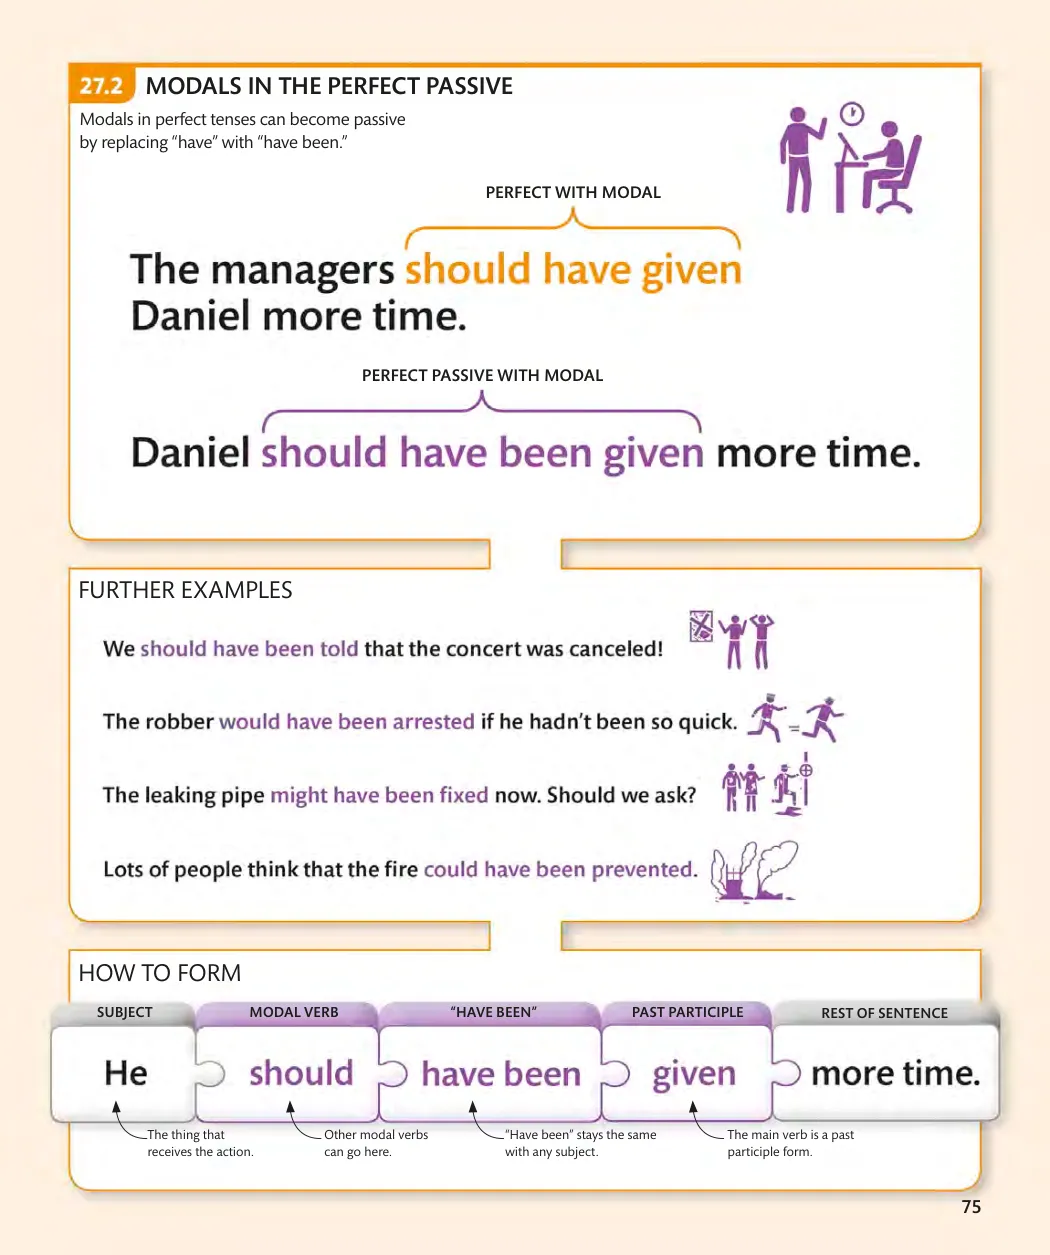 27.2 MODALS IN THE PERFECT PASSIVE
Modals in perfect tenses can become passive
by replacing “have” with “have been.”
PERFECT WITH MODAL
The managers should have given
Daniel more time.
PERFECT PASSIVE WITH MODAL
Daniel should have been given more time.
FURTHER EXAMPLES
We should have been told that the concert was canceled!
The robber would have been arrested if he hadn’t been so quick.
The leaking pipe might have been fixed now. Should we ask?
Lots of people think that the fire could have been prevented.
HOW TO FORM
SUBJECT MODAL VERB “HAVE BEEN” PAST PARTICIPLE REST OF SENTENCE
He should have been given more time.
The thing that Other modal verbs “Have been” stays the same The main verb is a past
receives the action. can go here. with any subject. participle form.
75